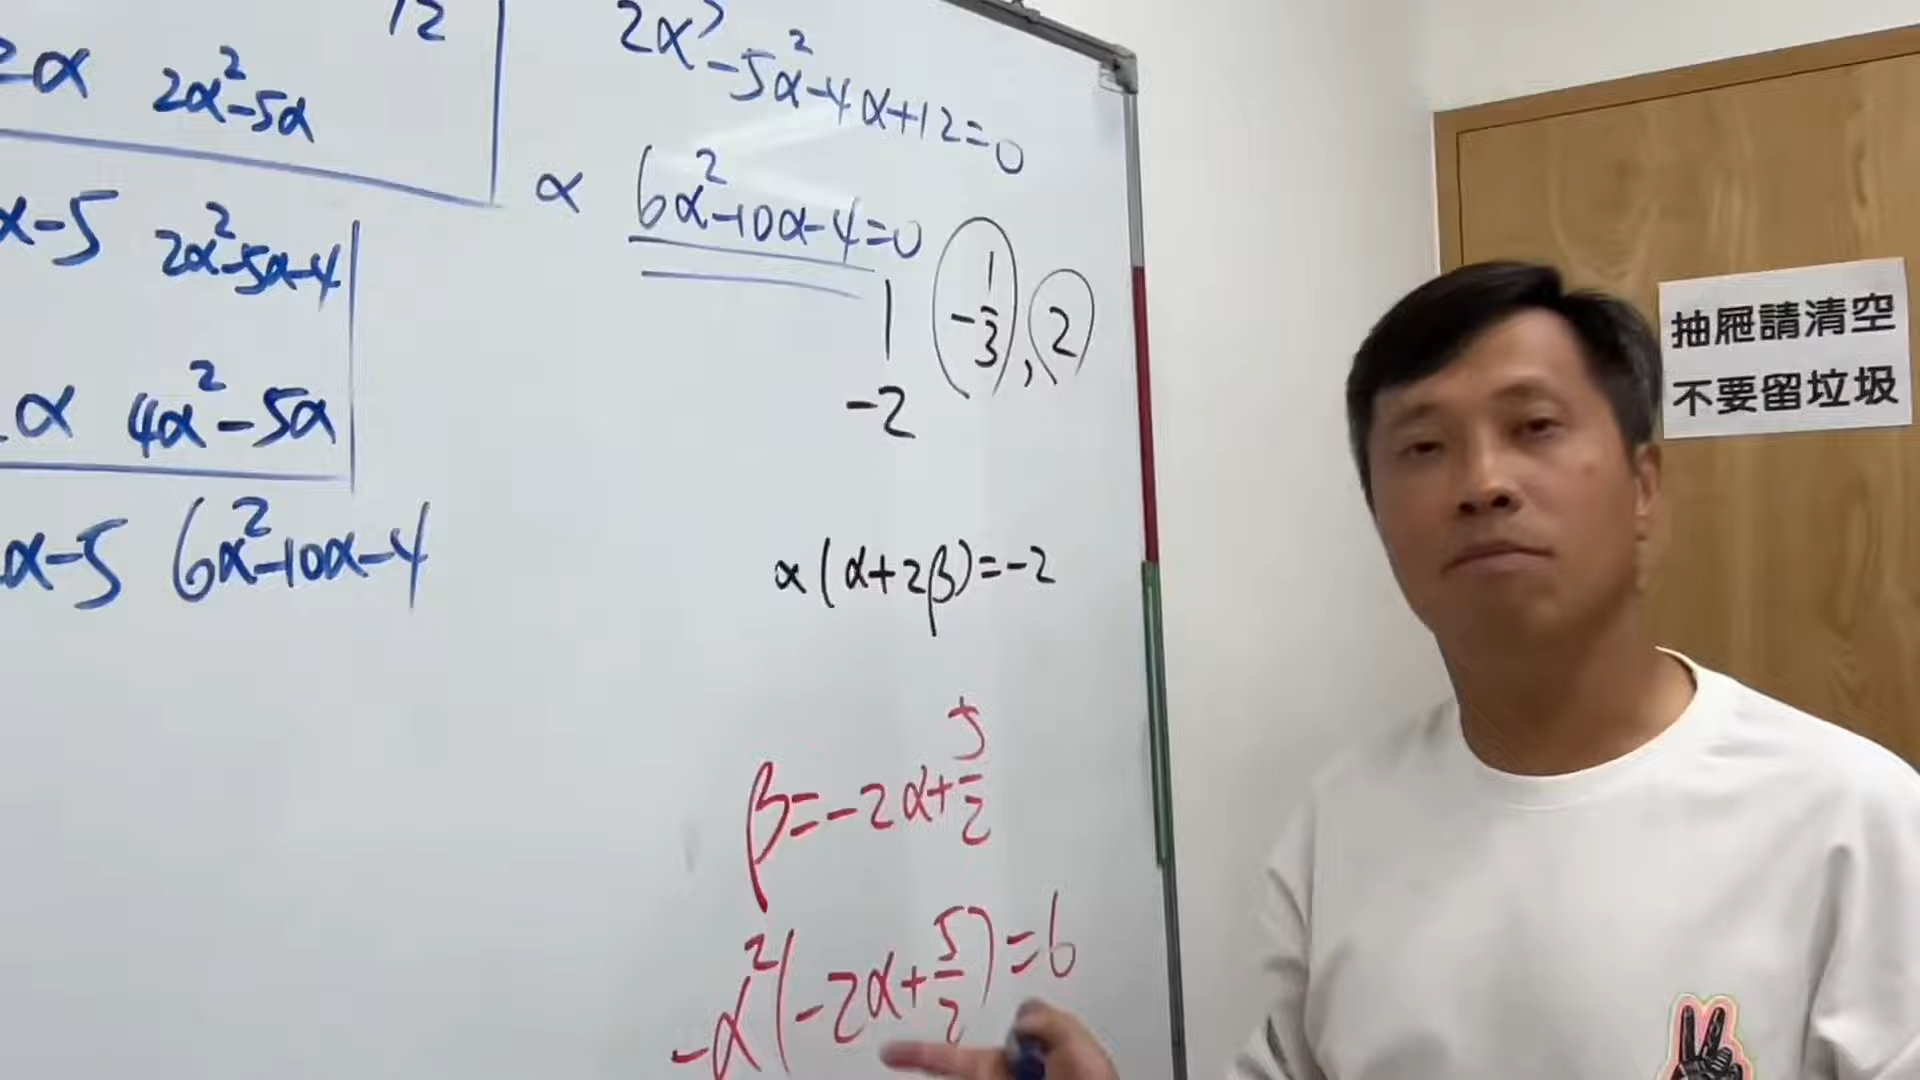 12
2α 2α²-5α
α-5 2α²-5α-4
α 4α²-5α
α-5 6α²-10α-4
2α³-5α²-4α+12=0
α 6α²-10α-4=0
1 -1/3, 2
-2
α(α+2β)=-2
β=-2α+5/2
-α²(-2α+5/2)=6
抽屜請清空
不要留垃圾